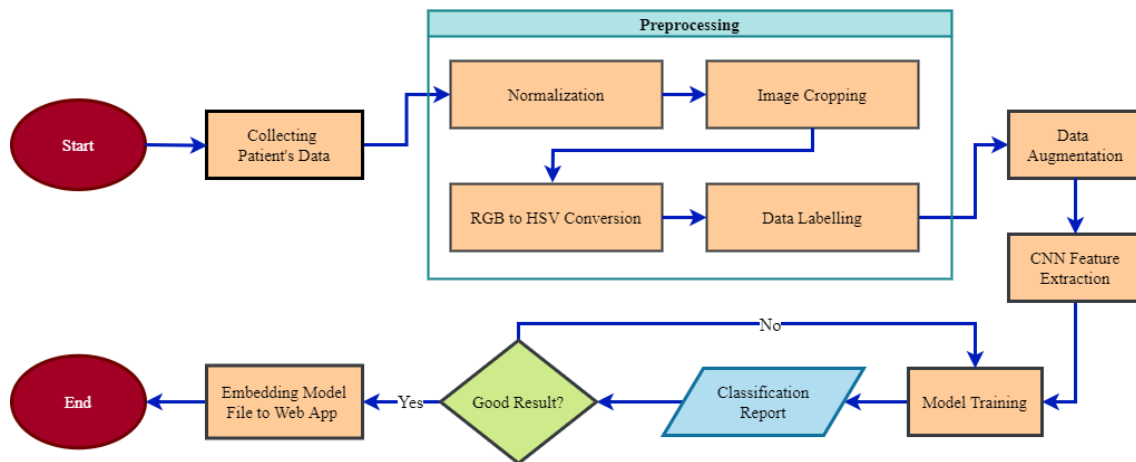 Preprocessing
Normalization
Image Cropping
Start
Collecting
Patient's Data
Data
Augmentation
RGB to HSV Conversion
Data Labelling
CNN Feature
Extraction
No
End
Embedding Model
File to Web App
Yes
Good Result?
Classification
Report
Model Training